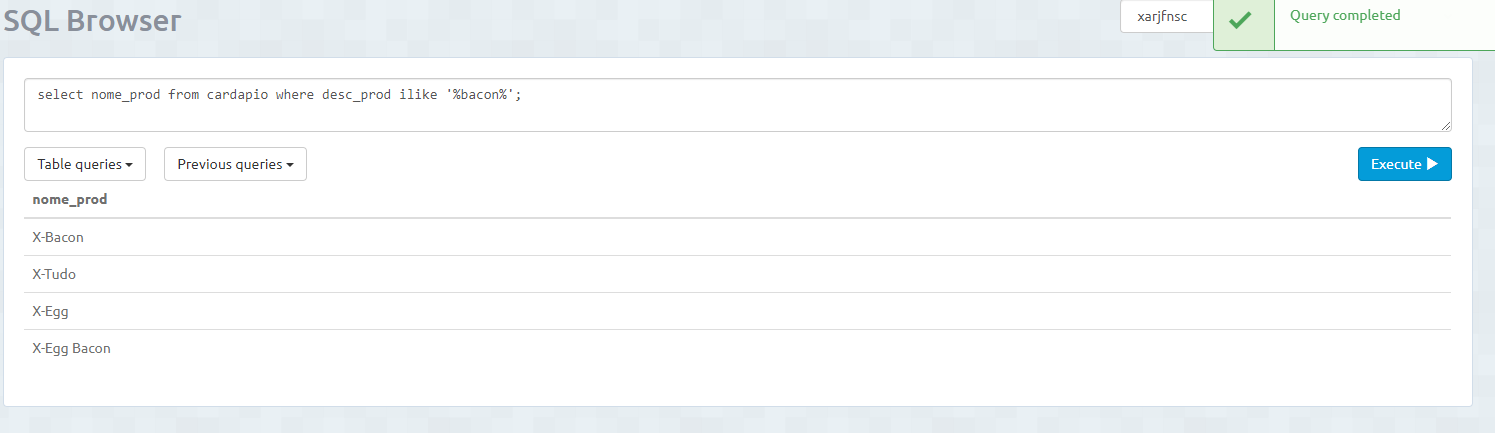 SQL Browser
xarjfnsc
Query completed
select nome_prod from cardapio where desc_prod ilike '%bacon%';
Table queries
Previous queries
Execute
nome_prod
X-Bacon
X-Tudo
X-Egg
X-Egg Bacon